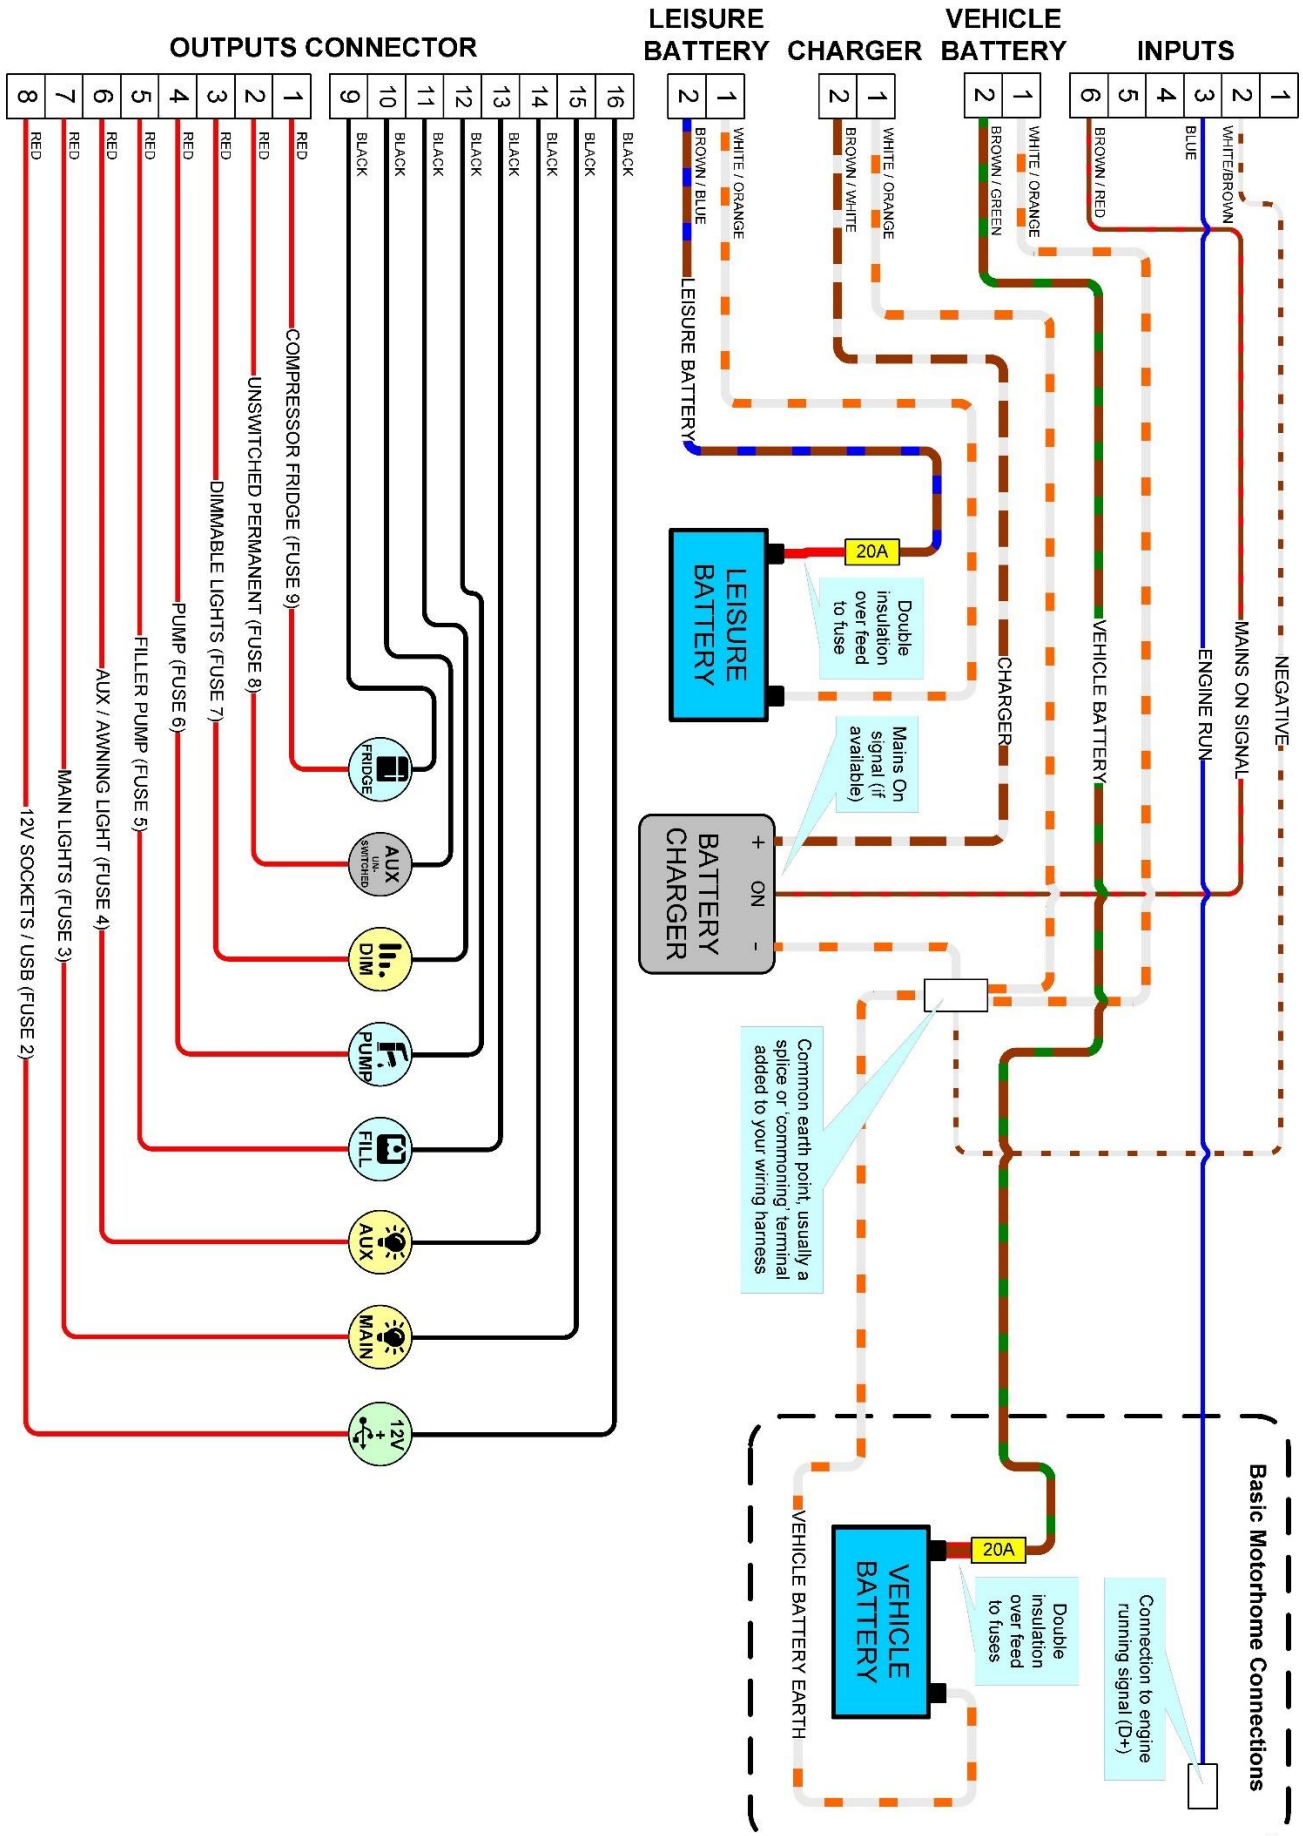 OUTPUTS CONNECTOR
LEISURE
BATTERY
CHARGER
VEHICLE
BATTERY
INPUTS
8
7
6
5
4
3
2
1
9
10
11
12
13
14
15
16
2
1
2
1
2
1
6
5
4
3
2
1
RED
RED
RED
RED
RED
RED
RED
RED
BLACK
BLACK
BLACK
BLACK
BLACK
BLACK
BLACK
BLACK
BROWN / BLUE
WHITE / ORANGE
BROWN / WHITE
WHITE / ORANGE
BROWN / GREEN
WHITE / ORANGE
BROWN / RED
BLUE
WHITE/BROWN
COMPRESSOR FRIDGE (FUSE 9)
UNSWITCHED PERMANENT (FUSE 8)
DIMMABLE LIGHTS (FUSE 7)
PUMP (FUSE 6)
FILLER PUMP (FUSE 5)
AUX / AWNING LIGHT (FUSE 4)
MAIN LIGHTS (FUSE 3)
12V SOCKETS / USB (FUSE 2)
FRIDGE
AUX
UN-
SWITCHED
DIM
PUMP
FILL
AUX
MAIN
12V
+
LEISURE BATTERY
20A
LEISURE
BATTERY
Double
insulation
over feed
to fuse
CHARGER
VEHICLE BATTERY
ENGINE RUN
MAINS ON SIGNAL
NEGATIVE
Mains On
signal (if
available)
+
ON
-
BATTERY
CHARGER
Common earth point, usually a
splice or 'commoning' terminal
added to your wiring harness
Basic Motorhome Connections
20A
VEHICLE
BATTERY
VEHICLE BATTERY EARTH
Double
insulation
over feed
to fuses
Connection to engine
running signal (D+)